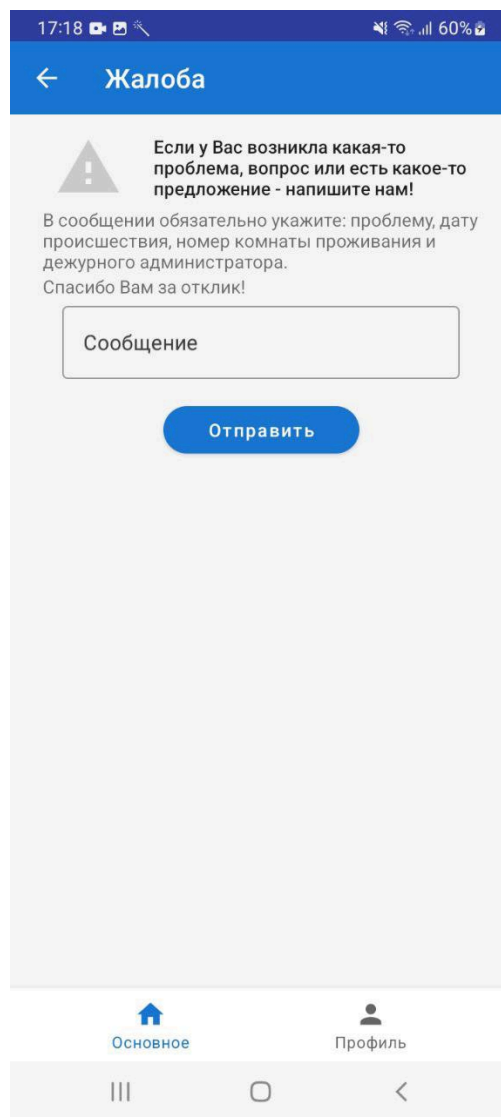 17:18 60%
Жалоба
Если у Вас возникла какая-то
проблема, вопрос или есть какое-то
предложение - напишите нам!
В сообщении обязательно укажите: проблему, дату
происшествия, номер комнаты проживания и
дежурного администратора.
Спасибо Вам за отклик!
Сообщение
Отправить
Основное Профиль